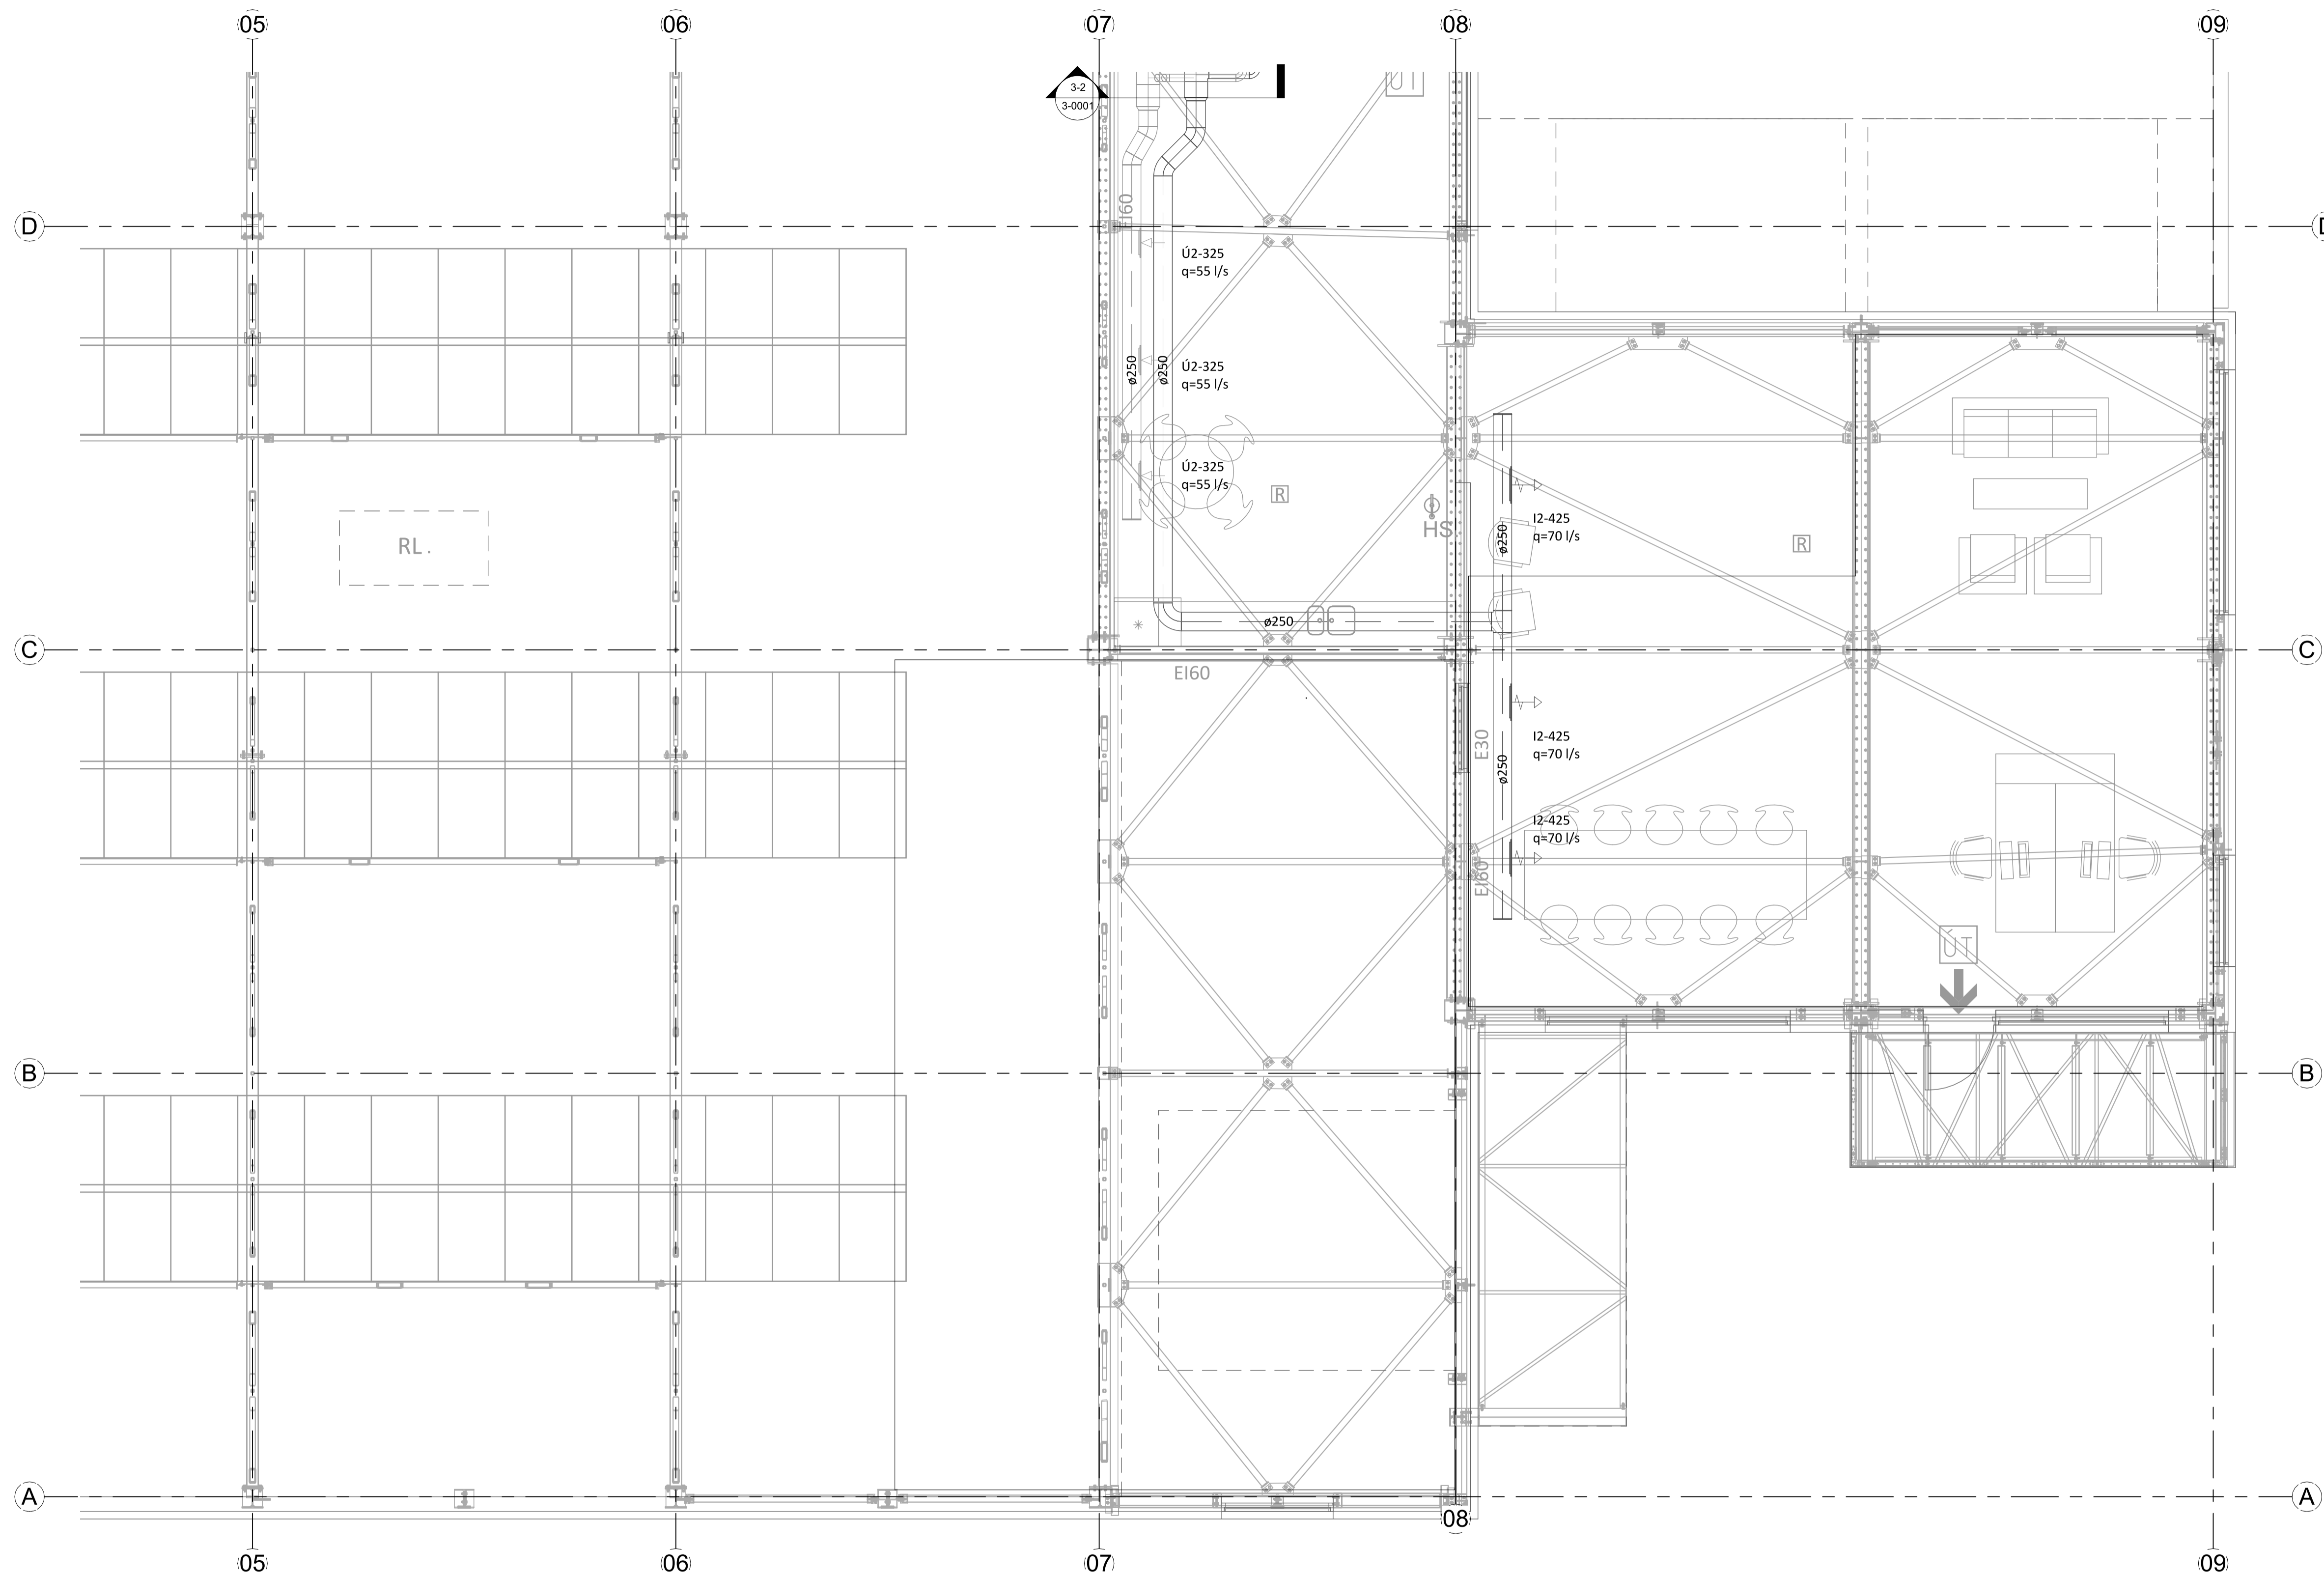 05
06
07
08
09
3-2
3-0001
ÚT
EI60
D
D
Ú2-325
q=55 l/s
ø250
ø250
Ú2-325
q=55 l/s
Ú2-325
q=55 l/s
R
HS.
RL.
I2-425
q=70 l/s
ø250
R
ø250
*
C
C
EI60
E30
I2-425
q=70 l/s
ø250
I2-425
q=70 l/s
EI60
ÚT
B
B
A
A
08
05
06
07
09